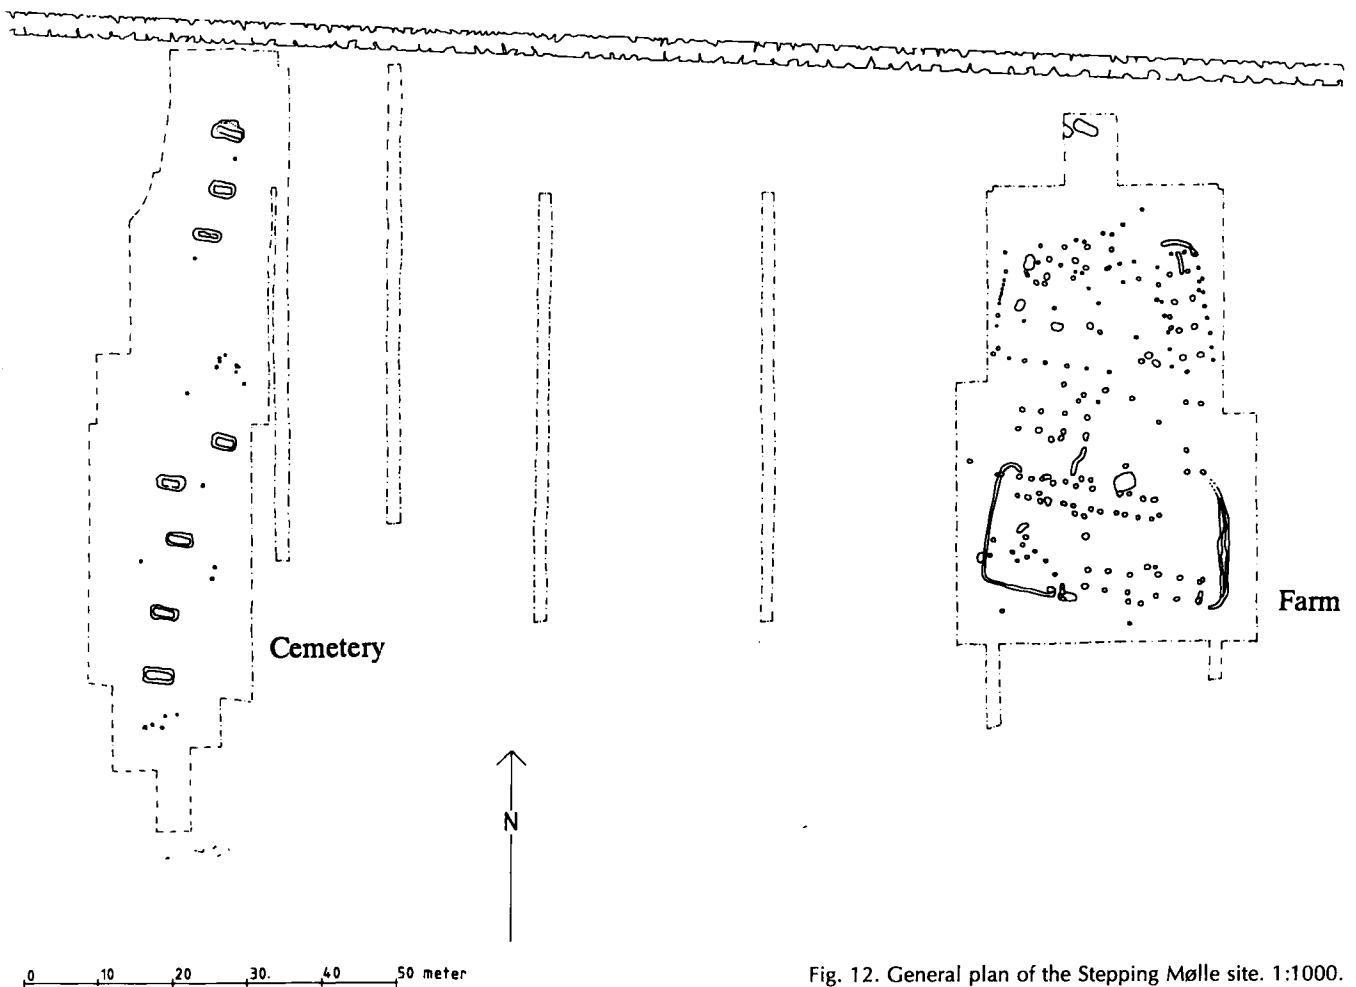 Farm
Cemetery
N
0 10 20 30. 40 50 meter
Fig. 12. General plan of the Stepping Mølle site. 1:1000.